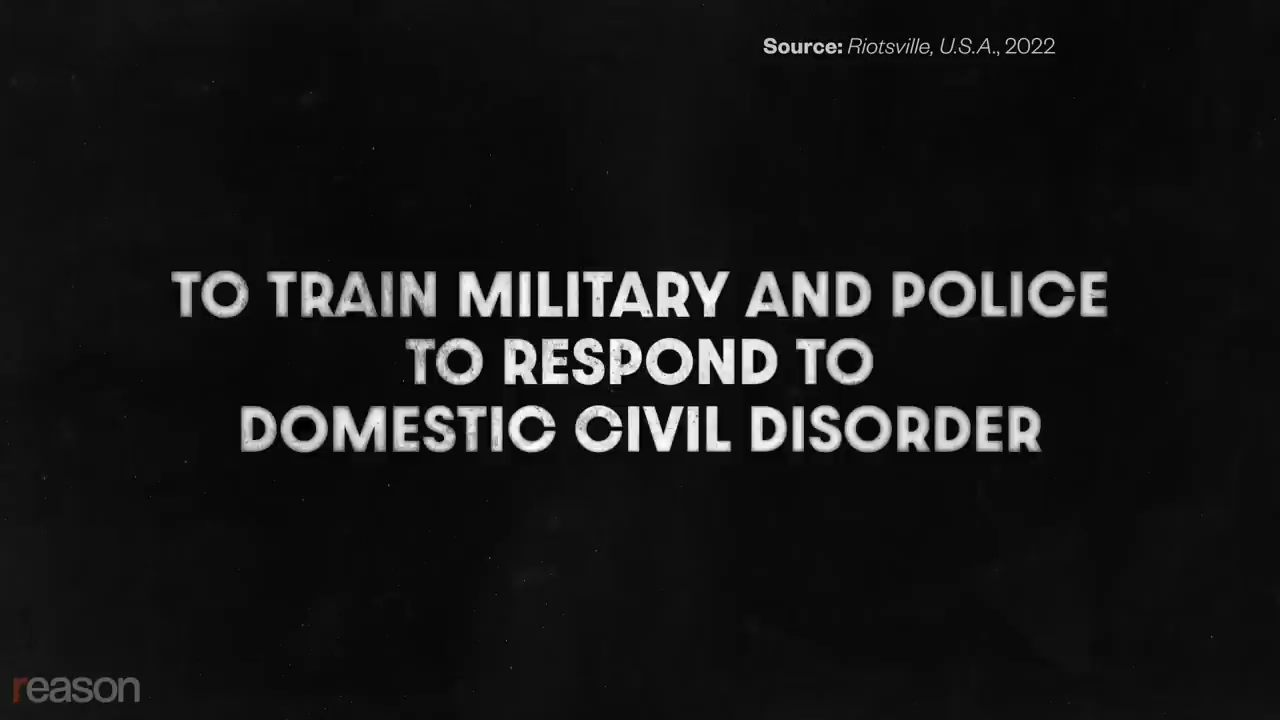 Source: Riotsville, U.S.A., 2022
TO TRAIN MILITARY AND POLICE
TO RESPOND TO
DOMESTIC CIVIL DISORDER
reason